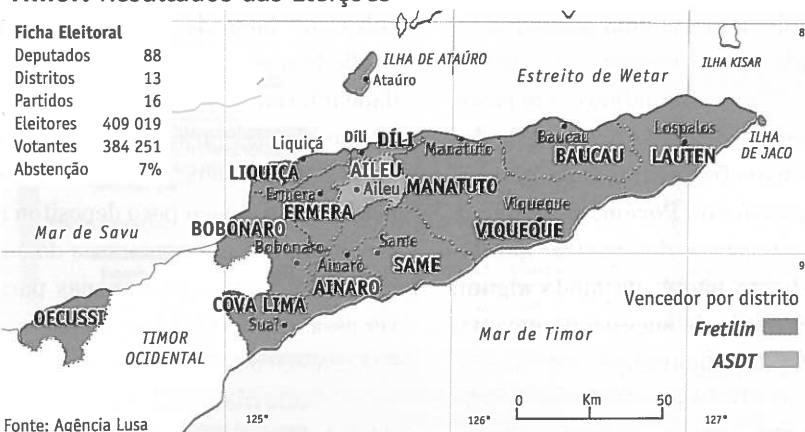 Timor: Resultados das Eleições
Ficha Eleitoral
Deputados 88
Distritos 13
Partidos 16
Eleitores 409 019
Votantes 384 251
Abstenção 7%
ILHA DE ATAÚRO
Ataúro
Estreito de Wetar
ILHA KISAR
8
Liquiçá
Díli
DÍLI
Manatuto
Baucau
BAUCAU
Lospalos
LAUTEN
ILHA
DE JACO
LIQUIÇA
AILEU
Aileu
MANATUTO
Ermera
ERMERA
Viqueque
VIQUEQUE
BOBONARO
Bobonaro
Mar de Savu
Same
SAME
Ainaro
AINARO
9
COVA LIMA
Suai
OECUSSI
TIMOR
OCIDENTAL
Mar de Timor
Vencedor por distrito
Fretilin
ASDT
0 Km 50
125°
126°
127°
Fonte: Agência Lusa